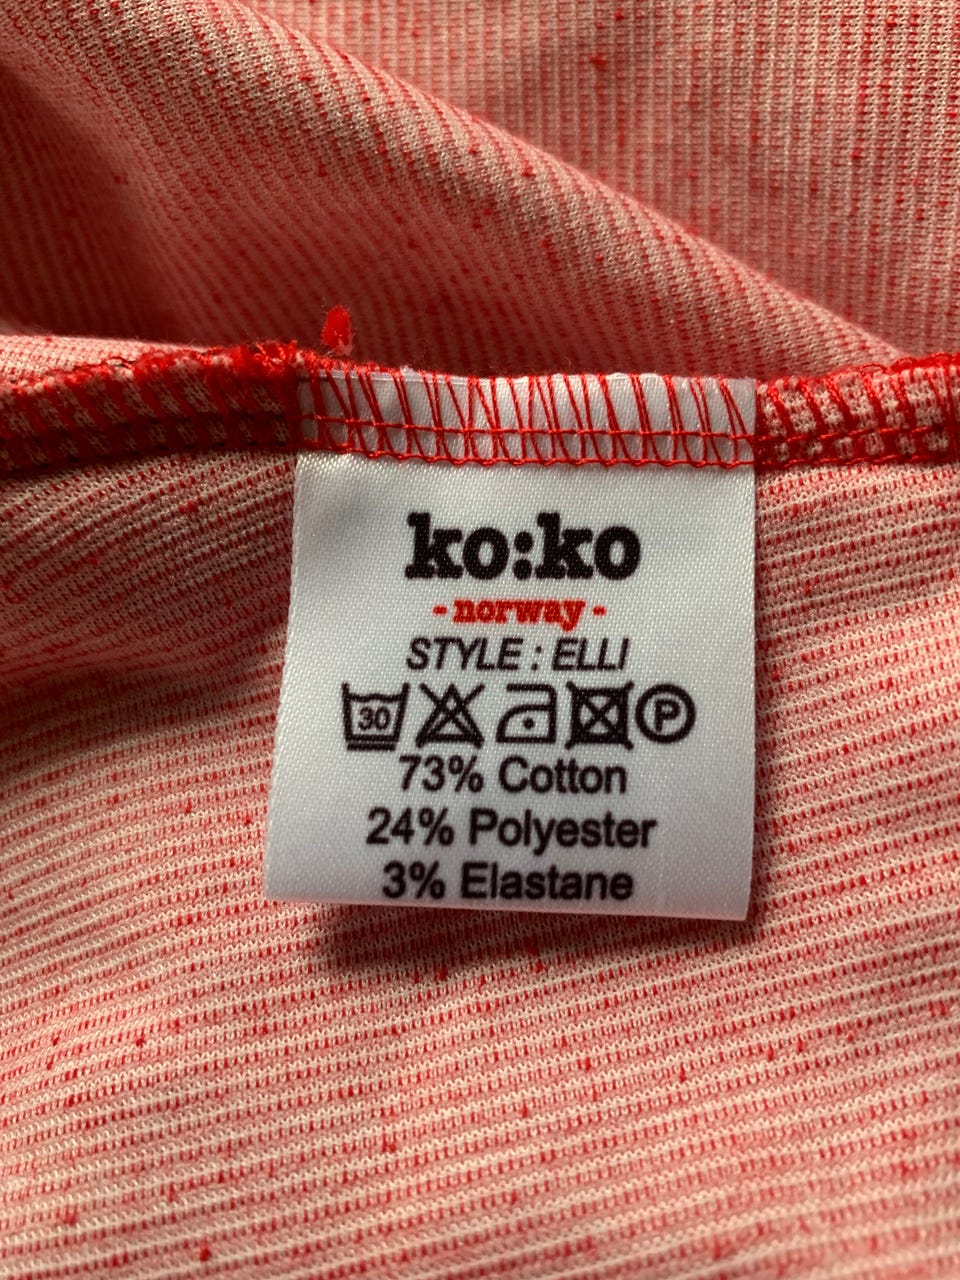 ko:ko
- norway -
STYLE : ELLI
30 P
73% Cotton
24% Polyester
3% Elastane